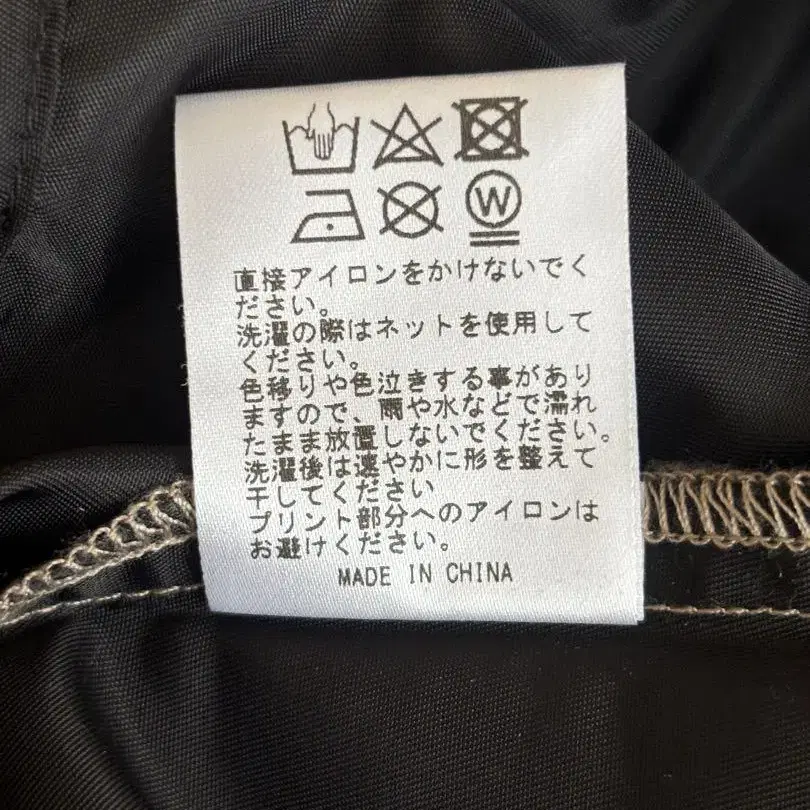 W
直接アイロンをかけないでく
ださい。
洗濯の際はネットを使用して
ください。
色移りや色泣きする事があり
ますので、雨や水などで濡れ
たまま放置しないでください。
洗濯後は速やかに形を整えて
干してください
プリント部分へのアイロンは
お避けください。
MADE IN CHINA